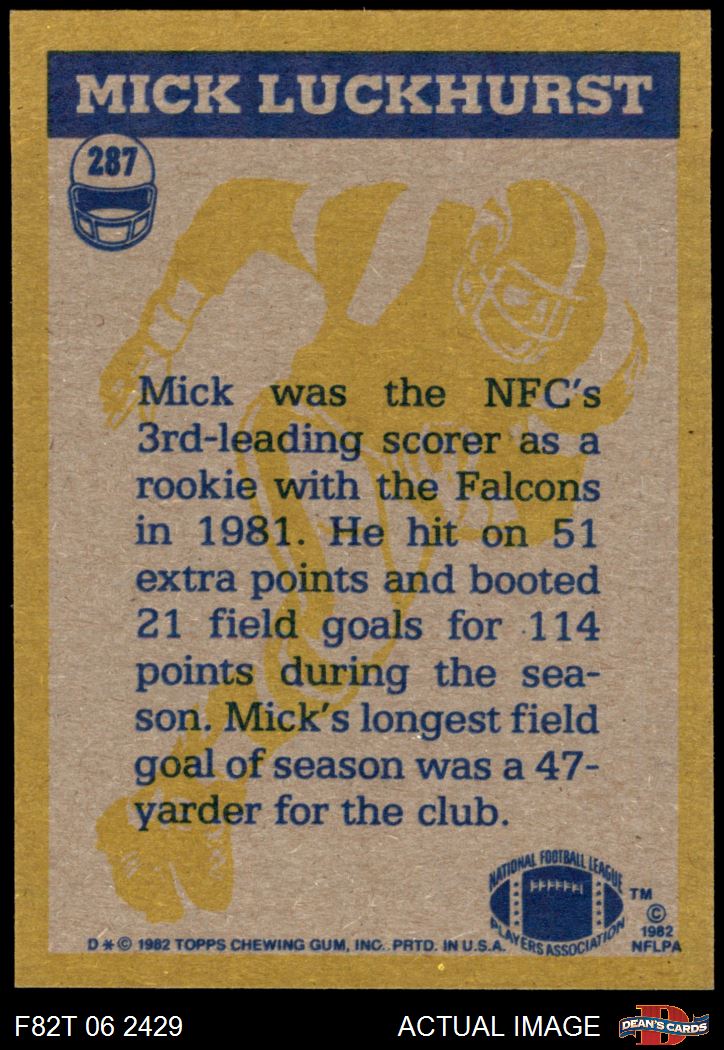 MICK LUCKHURST
287
Mick was the NFC's
3rd-leading scorer as a
rookie with the Falcons
in 1981. He hit on 51
extra points and booted
21 field goals for 114
points during the sea-
son. Mick's longest field
goal of season was a 47-
yarder for the club.
NATIONAL FOOTBALL LEAGUE
PLAYERS ASSOCIATION
TM
©
1982
NFLPA
D*© 1982 TOPPS CHEWING GUM, INC. PRTD. IN U.S.A.
F82T 06 2429
ACTUAL IMAGE
D
DEAN'S CARDS